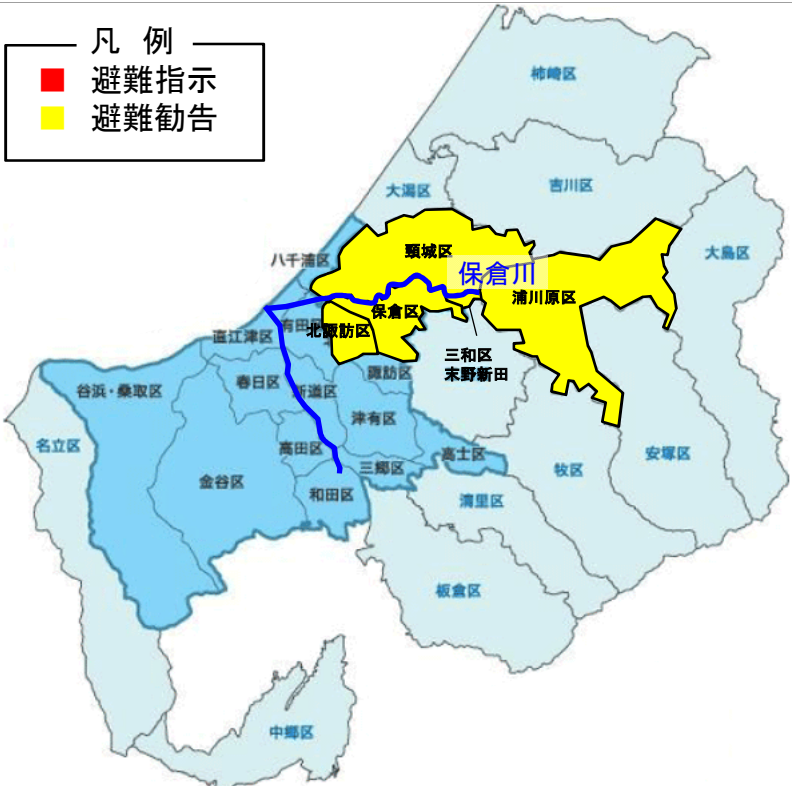 凡 例
避難指示
避難勧告
柿崎区
大潟区
吉川区
八千浦区
頸城区
保倉川
大島区
浦川原区
直江津区
有田区
北諏訪区
保倉区
三和区
末野新田
谷浜・桑取区
春日区
新道区
諏訪区
津有区
名立区
金谷区
高田区
三郷区
高士区
牧区
安塚区
和田区
清里区
板倉区
中郷区